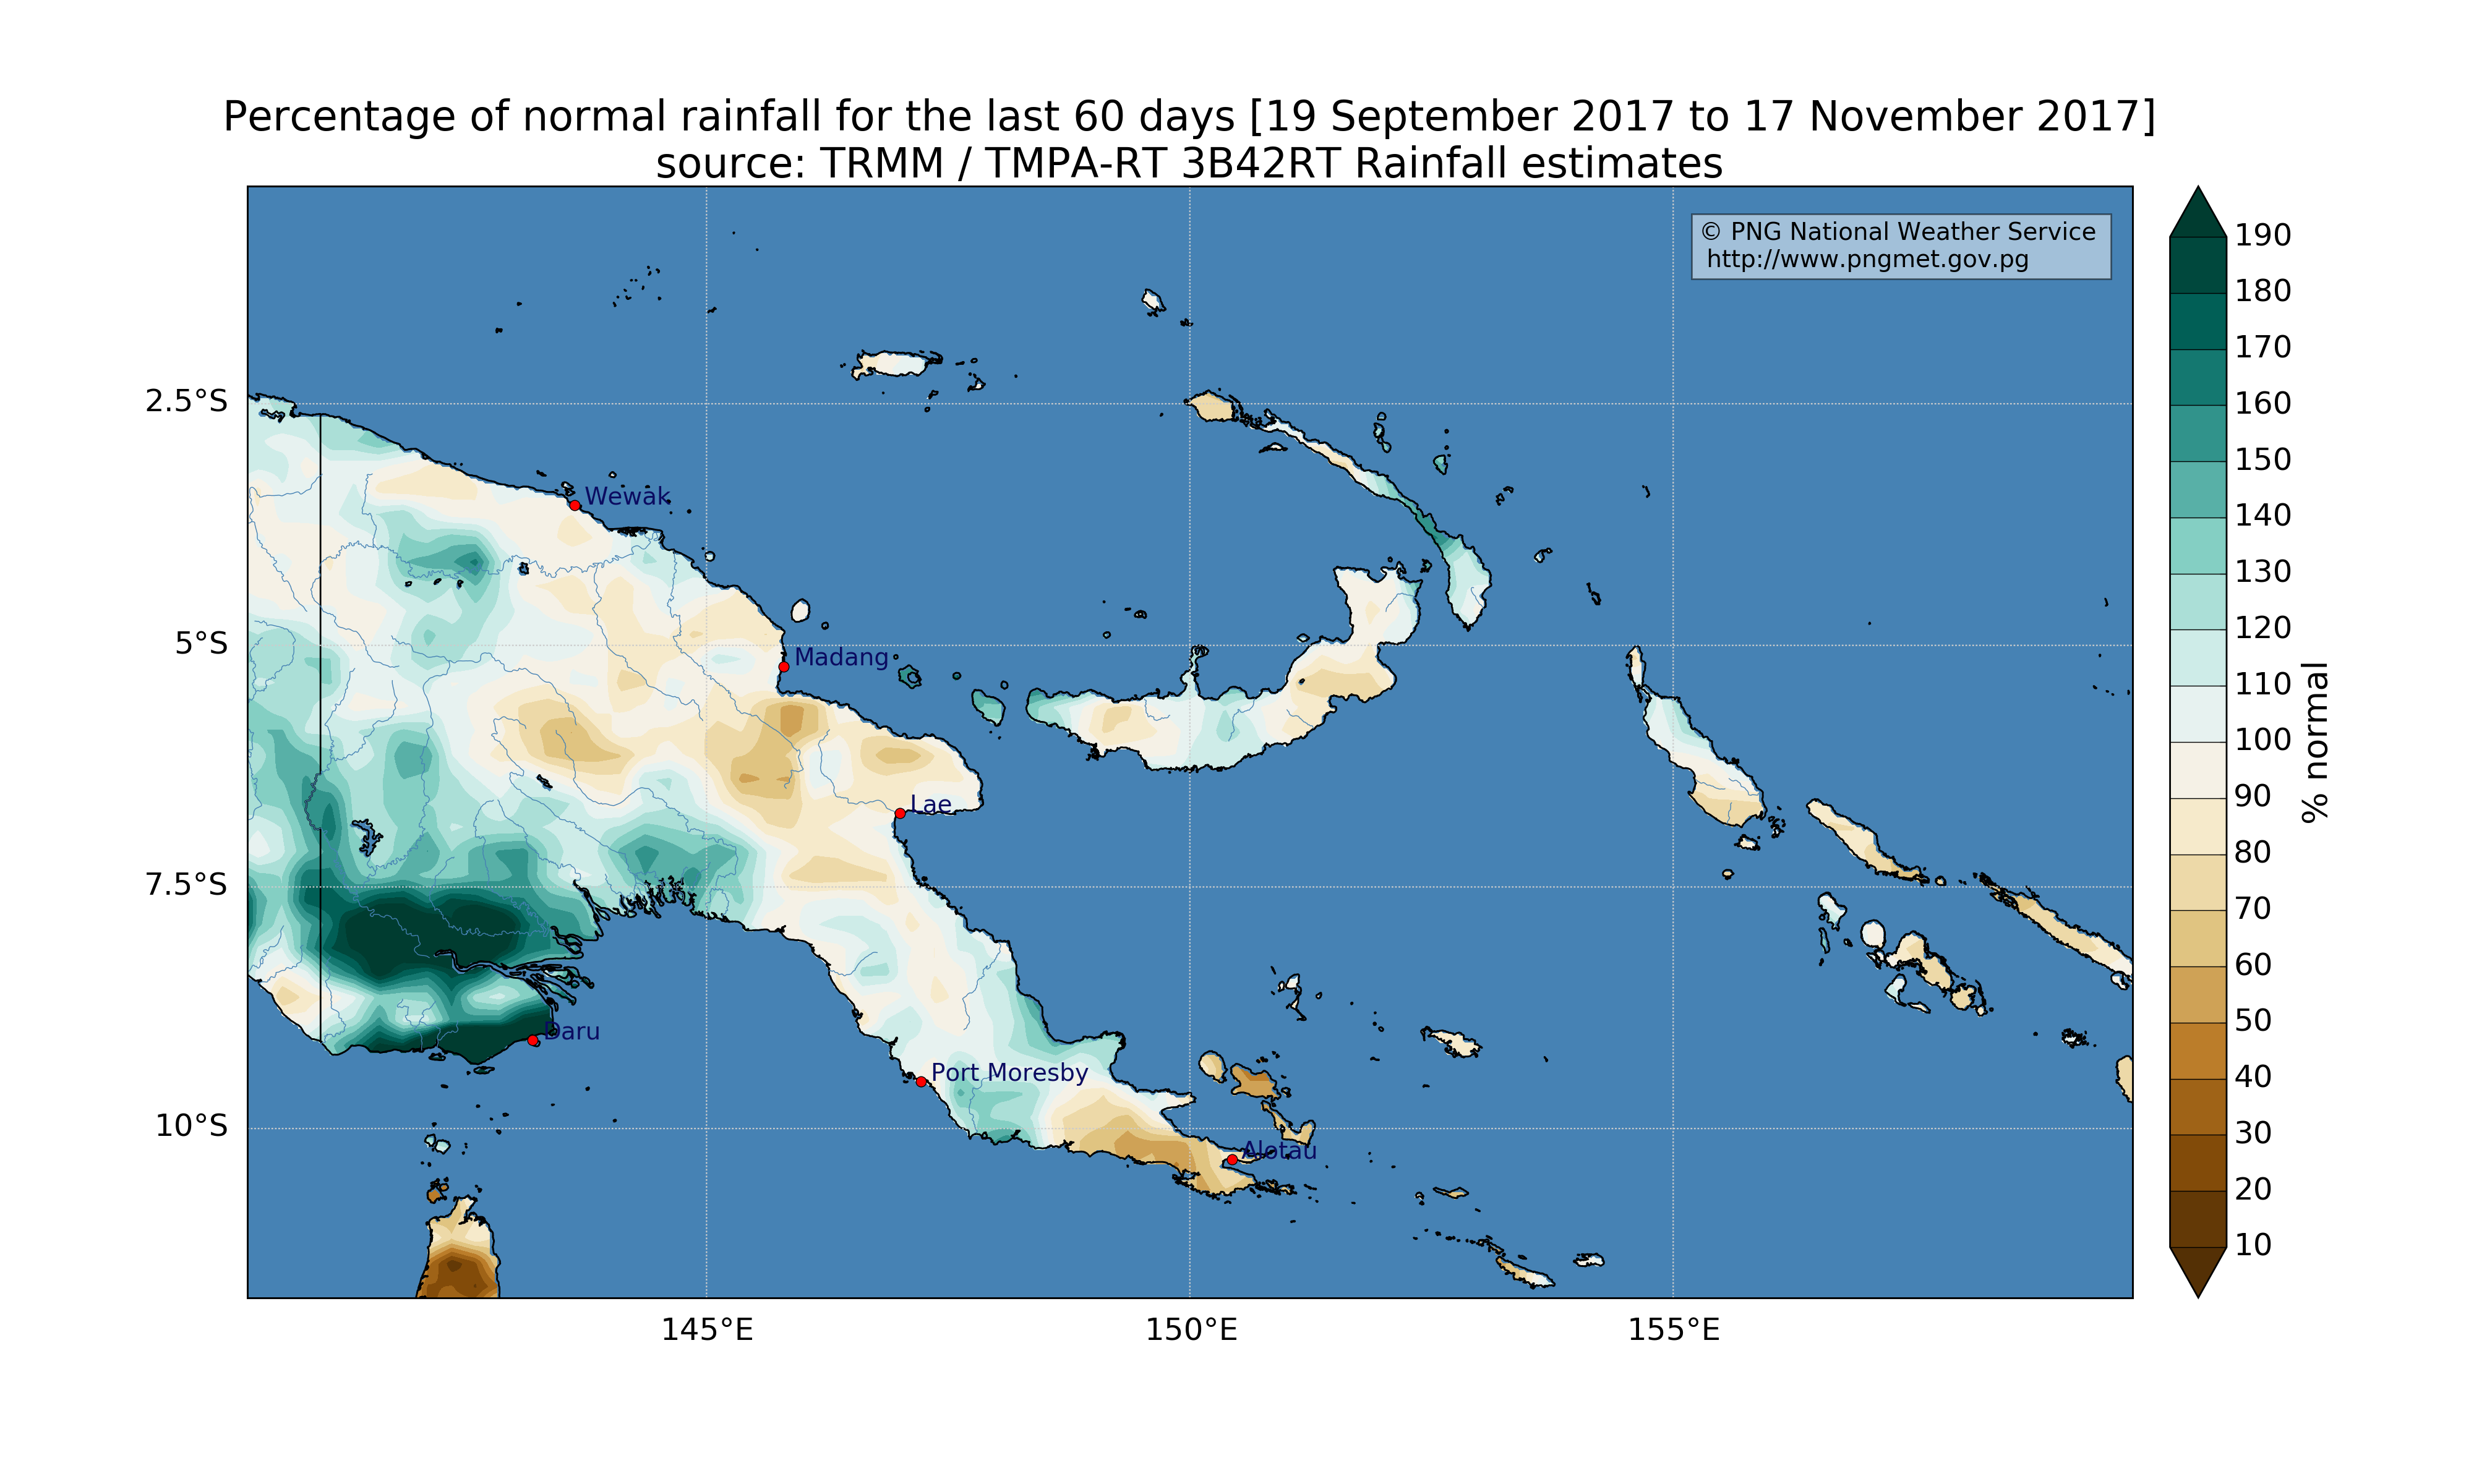 Percentage of normal rainfall for the last 60 days [19 September 2017 to 17 November 2017]
source: TRMM / TMPA-RT 3B42RT Rainfall estimates
© PNG National Weather Service
http://www.pngmet.gov.pg
2.5°S
5°S
7.5°S
10°S
Wewak
Madang
Lae
Daru
Port Moresby
Alotau
145°E
150°E
155°E
190
180
170
160
150
140
130
120
110
100
90
80
70
60
50
40
30
20
10
% normal